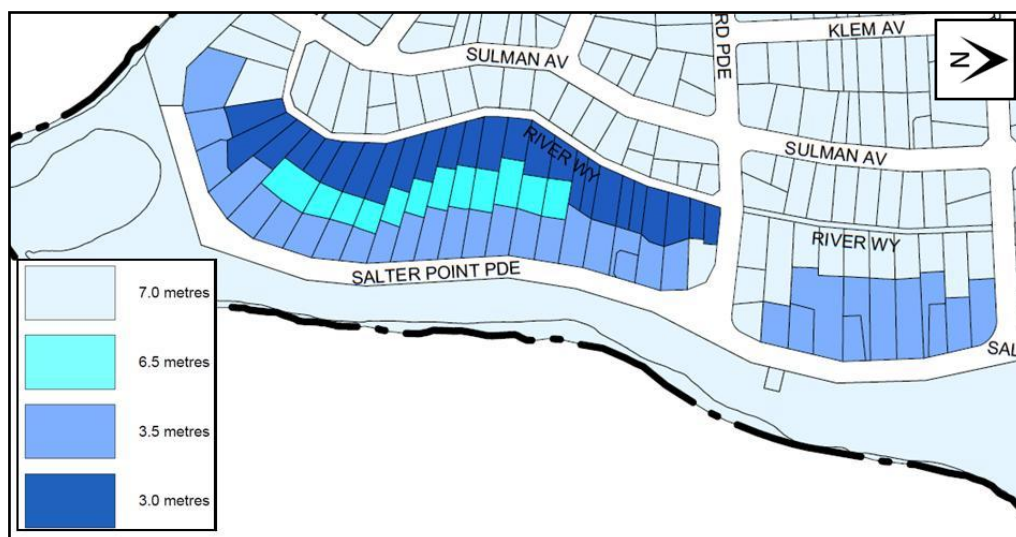 KLEM AV
SULMAN AV
RD PDE
N
RIVER WY
SULMAN AV
RIVER WY
SALTER POINT PDE
SAL
7.0 metres
6.5 metres
3.5 metres
3.0 metres